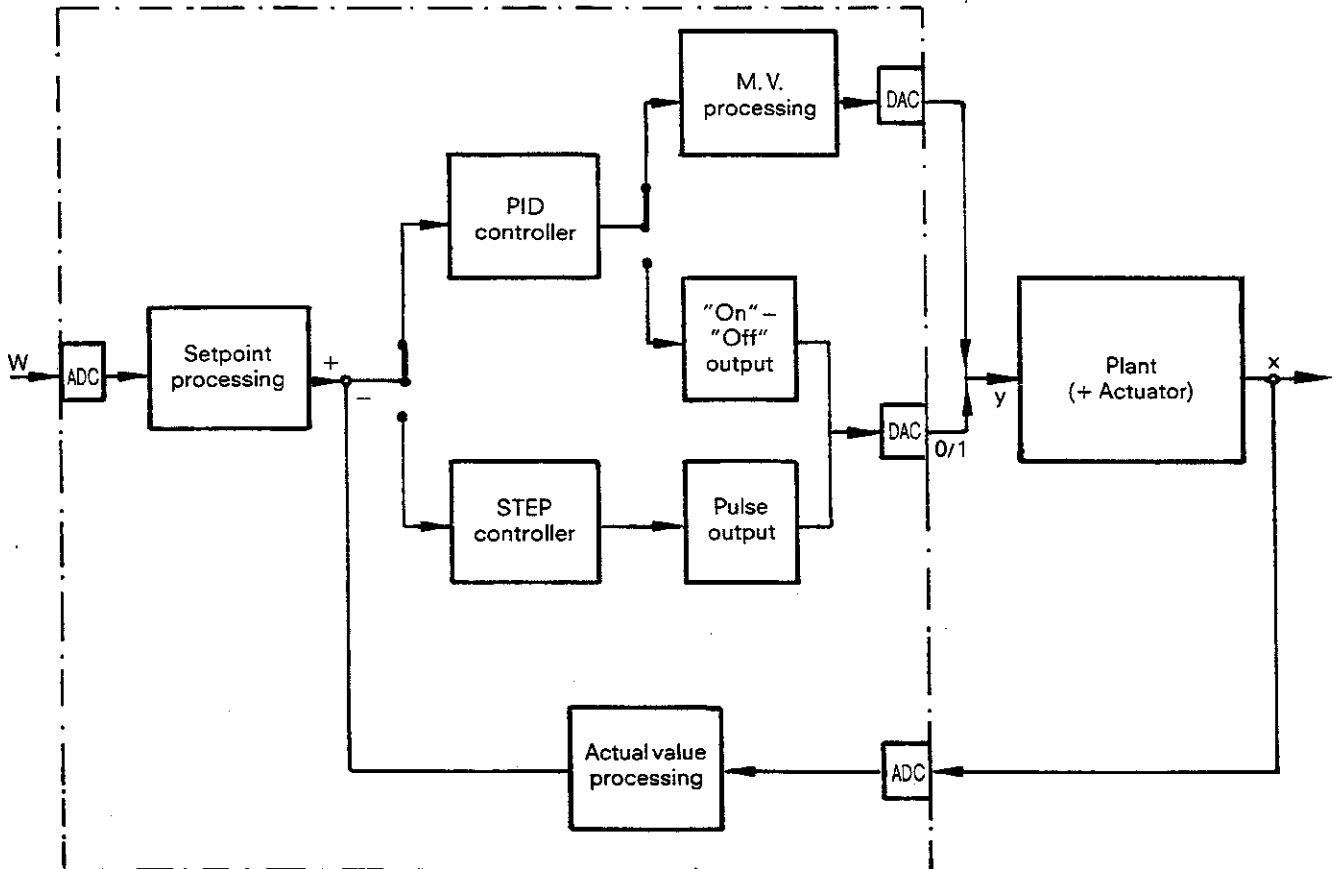 M. V.
processing
DAC
PID
controller
"On" –
"Off"
output
W
ADC
Setpoint
processing
+
–
Plant
(+ Actuator)
x
y
DAC
0/1
STEP
controller
Pulse
output
Actual value
processing
ADC